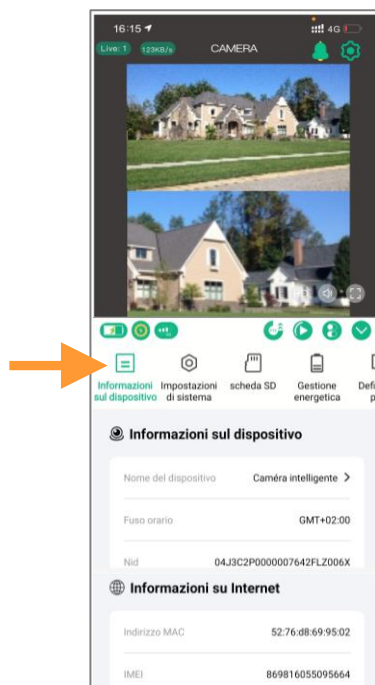 16:15
4G
Live: 1
123KB/s
CAMERA
Informazioni sul dispositivo
Impostazioni di sistema
scheda SD
Gestione energetica
Informazioni sul dispositivo
Nome del dispositivo
Caméra intelligente
Fuso orario
GMT+02:00
Nid
04J3C2P0000007642FLZ006X
Informazioni su Internet
Indirizzo MAC
52:76:d8:69:95:02
IMEI
869816055095664